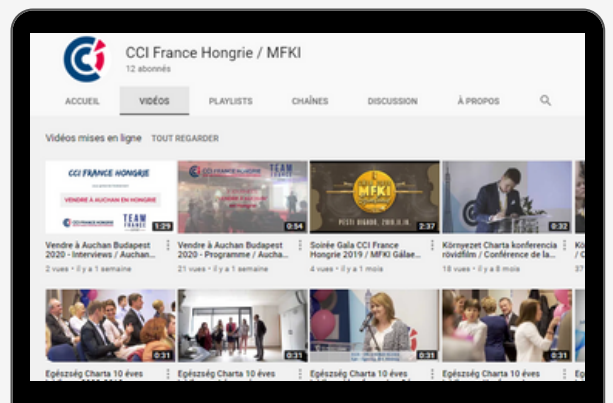 CCI France Hongrie / MFKI
12 abonnés
ACCUEIL VIDÉOS PLAYLISTS CHAÎNES DISCUSSION À PROPOS
Vidéos mises en ligne TOUT REGARDER
CCI FRANCE HONGRIE
VENDRE À AUCHAN EN HONGRIE
CCI FRANCE HONGRIE TEAM FRANCE
1:29
CCI FRANCE HONGRIE TEAM FRANCE
0:54
MFKI
PESTI VIGADÓ, 2019.11.19.
2:37
0:32
Vendre à Auchan Budapest Vendre à Auchan Budapest Soirée Gala CCI France Környezet Charta konferencia
2020 - Interviews / Auchan... 2020 - Programme / Aucha... Hongrie 2019 / MFKI Gálae... rövidfilm / Conférence de la...
2 vues • il y a 1 semaine 21 vues • il y a 1 semaine 4 vues • il y a 1 mois 18 vues • il y a 8 mois 37
0:31 0:31 0:31 0:31
Egészség Charta 10 éves Egészség Charta 10 éves Egészség Charta 10 éves Egészség Charta 10 éves